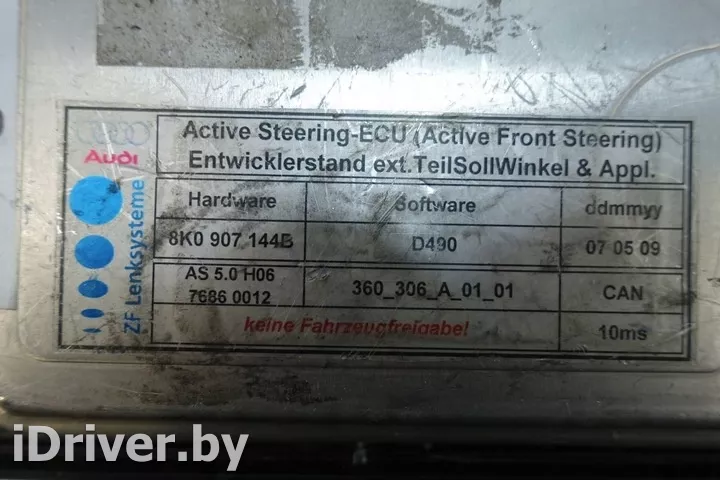 Audi
ZF Lenksysteme
Active Steering-ECU (Active Front Steering)
Entwicklerstand ext.TeilSollWinkel & Appl.
Hardware Software ddmmyy
8K0 907 144B D490 07 05 09
AS 5.0 H06
7686 0012 360_306_A_01_01 CAN
keine Fahrzeugfreigabe! 10ms
iDriver.by